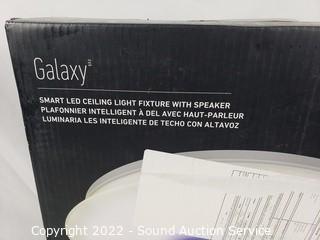 Galaxy
SMART LED CEILING LIGHT FIXTURE WITH SPEAKER
PLAFONNIER INTELLIGENT À DEL AVEC HAUT-PARLEUR
LUMINARIA LES INTELIGENTE DE TECHO CON ALTAVOZ
Copyright 2022 - Sound Auction Service